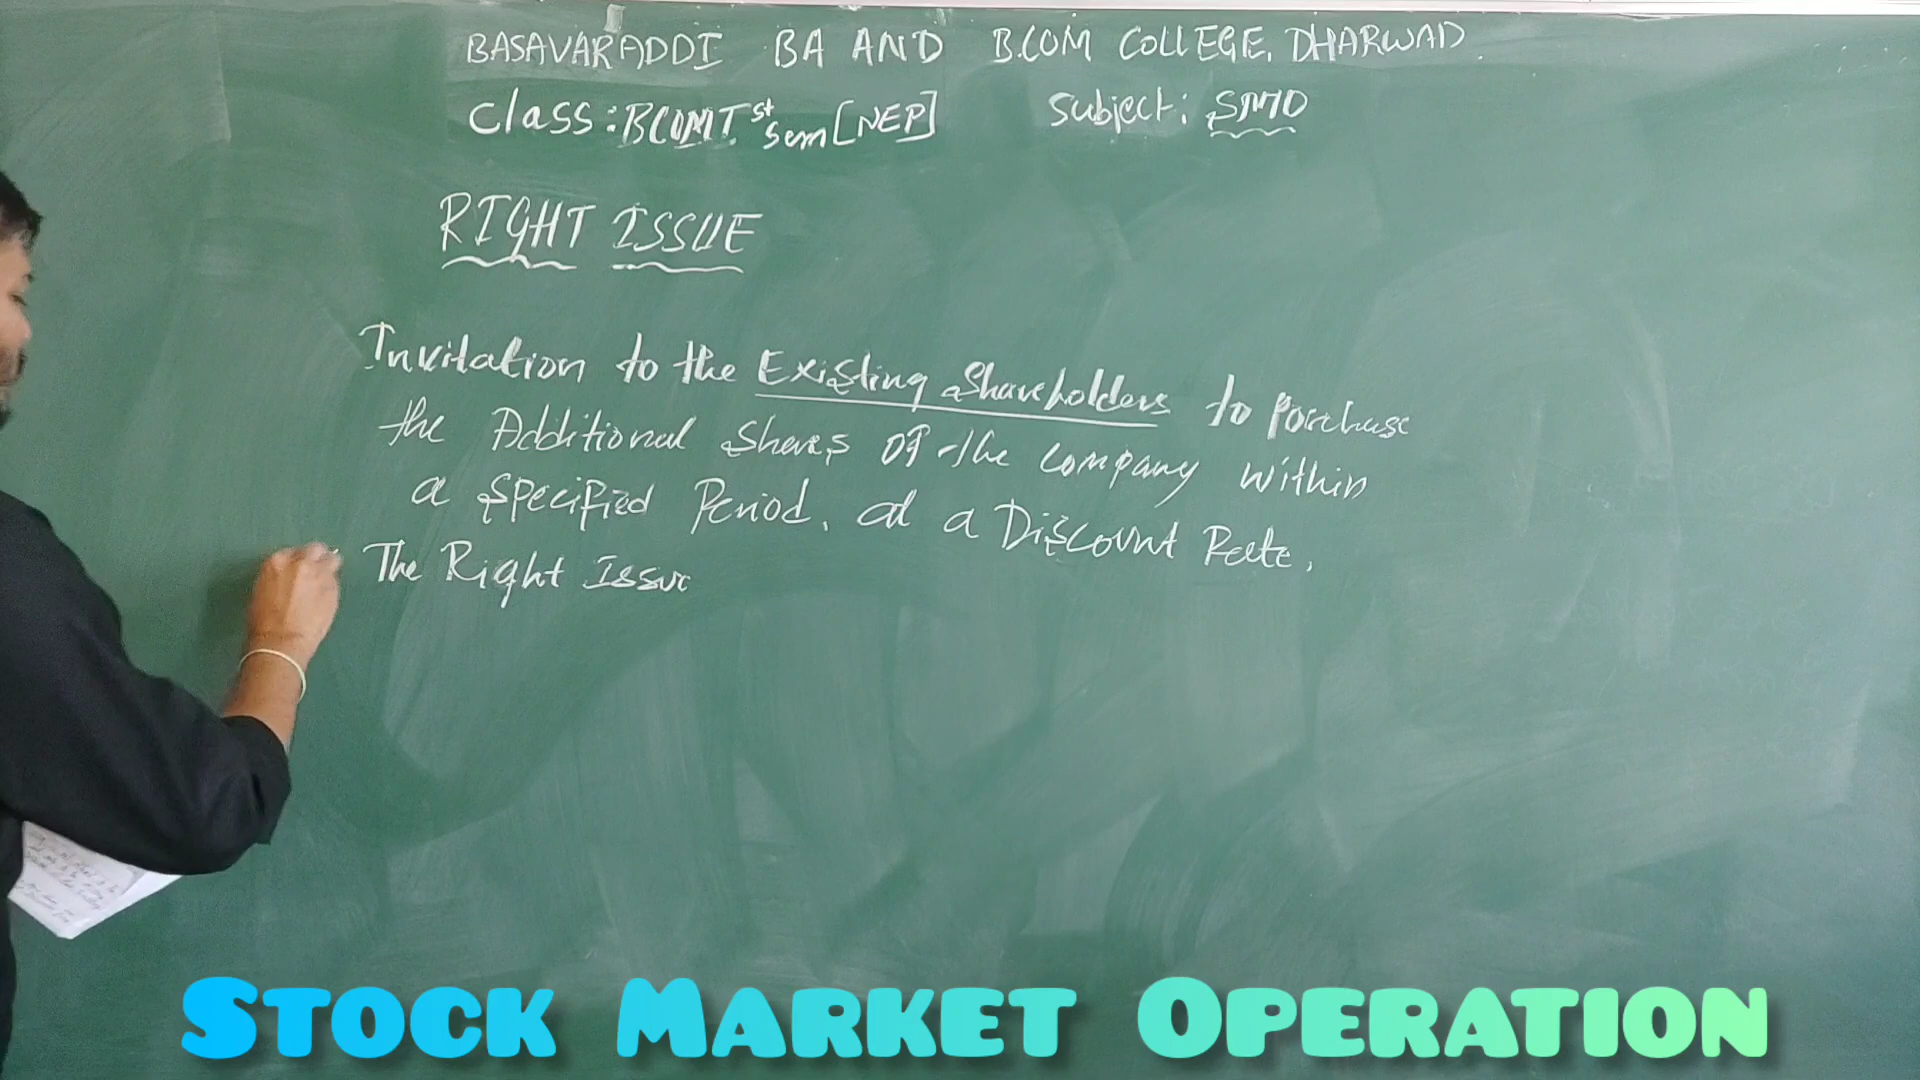 BASAVARADDI BA AND B.COM COLLEGE, DHARWAD
Class: BCOM I st Sem [NEP] Subject: SMO
RIGHT ISSUE
Invitation to the Existing Shareholders to Purchase
the Additional Shares of the company within
a Specified Period, at a Discount Rate.
The Right Issue
STOCK MARKET OPERATION